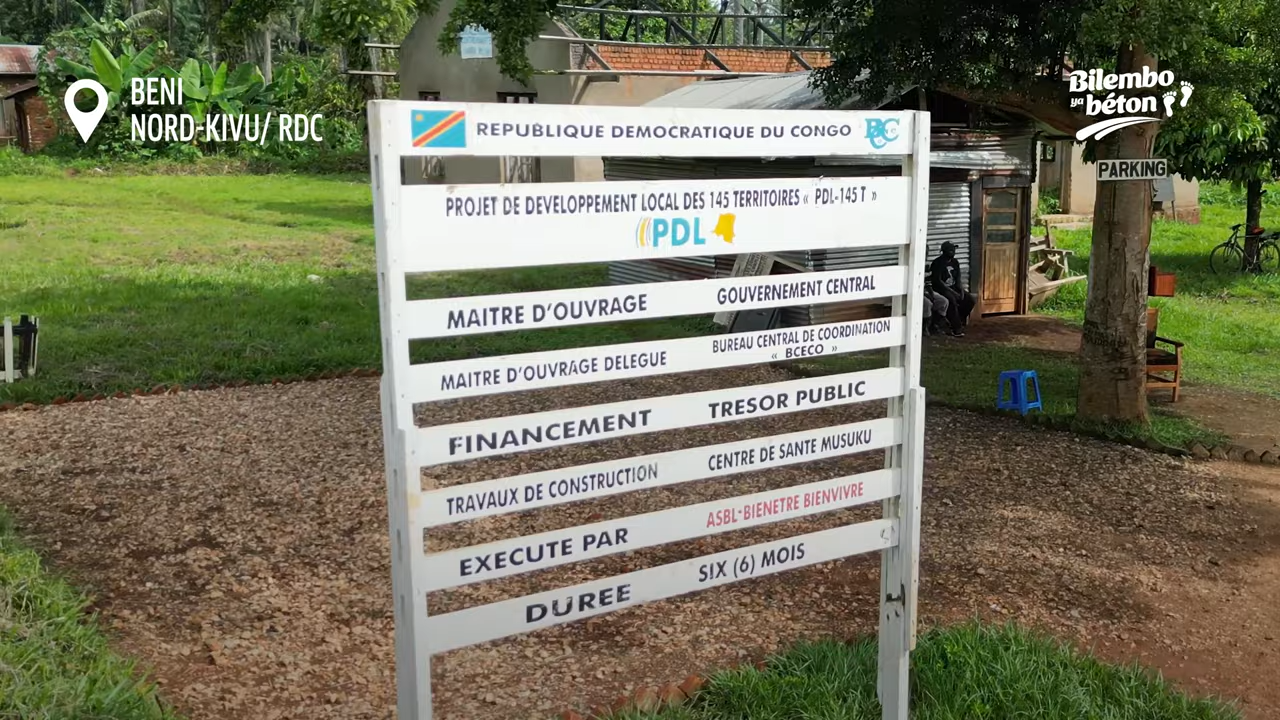 BENI
NORD-KIVU/ RDC
Bilembo
ya béton
PARKING
REPUBLIQUE DEMOCRATIQUE DU CONGO
PROJET DE DEVELOPPEMENT LOCAL DES 145 TERRITOIRES « PDL-145 T »
PDL
MAITRE D'OUVRAGE GOUVERNEMENT CENTRAL
MAITRE D'OUVRAGE DELEGUE BUREAU CENTRAL DE COORDINATION
« BCECO »
FINANCEMENT TRESOR PUBLIC
TRAVAUX DE CONSTRUCTION CENTRE DE SANTE MUSUKU
EXECUTE PAR ASBL-BIENETRE BIENVIVRE
DUREE SIX (6) MOIS